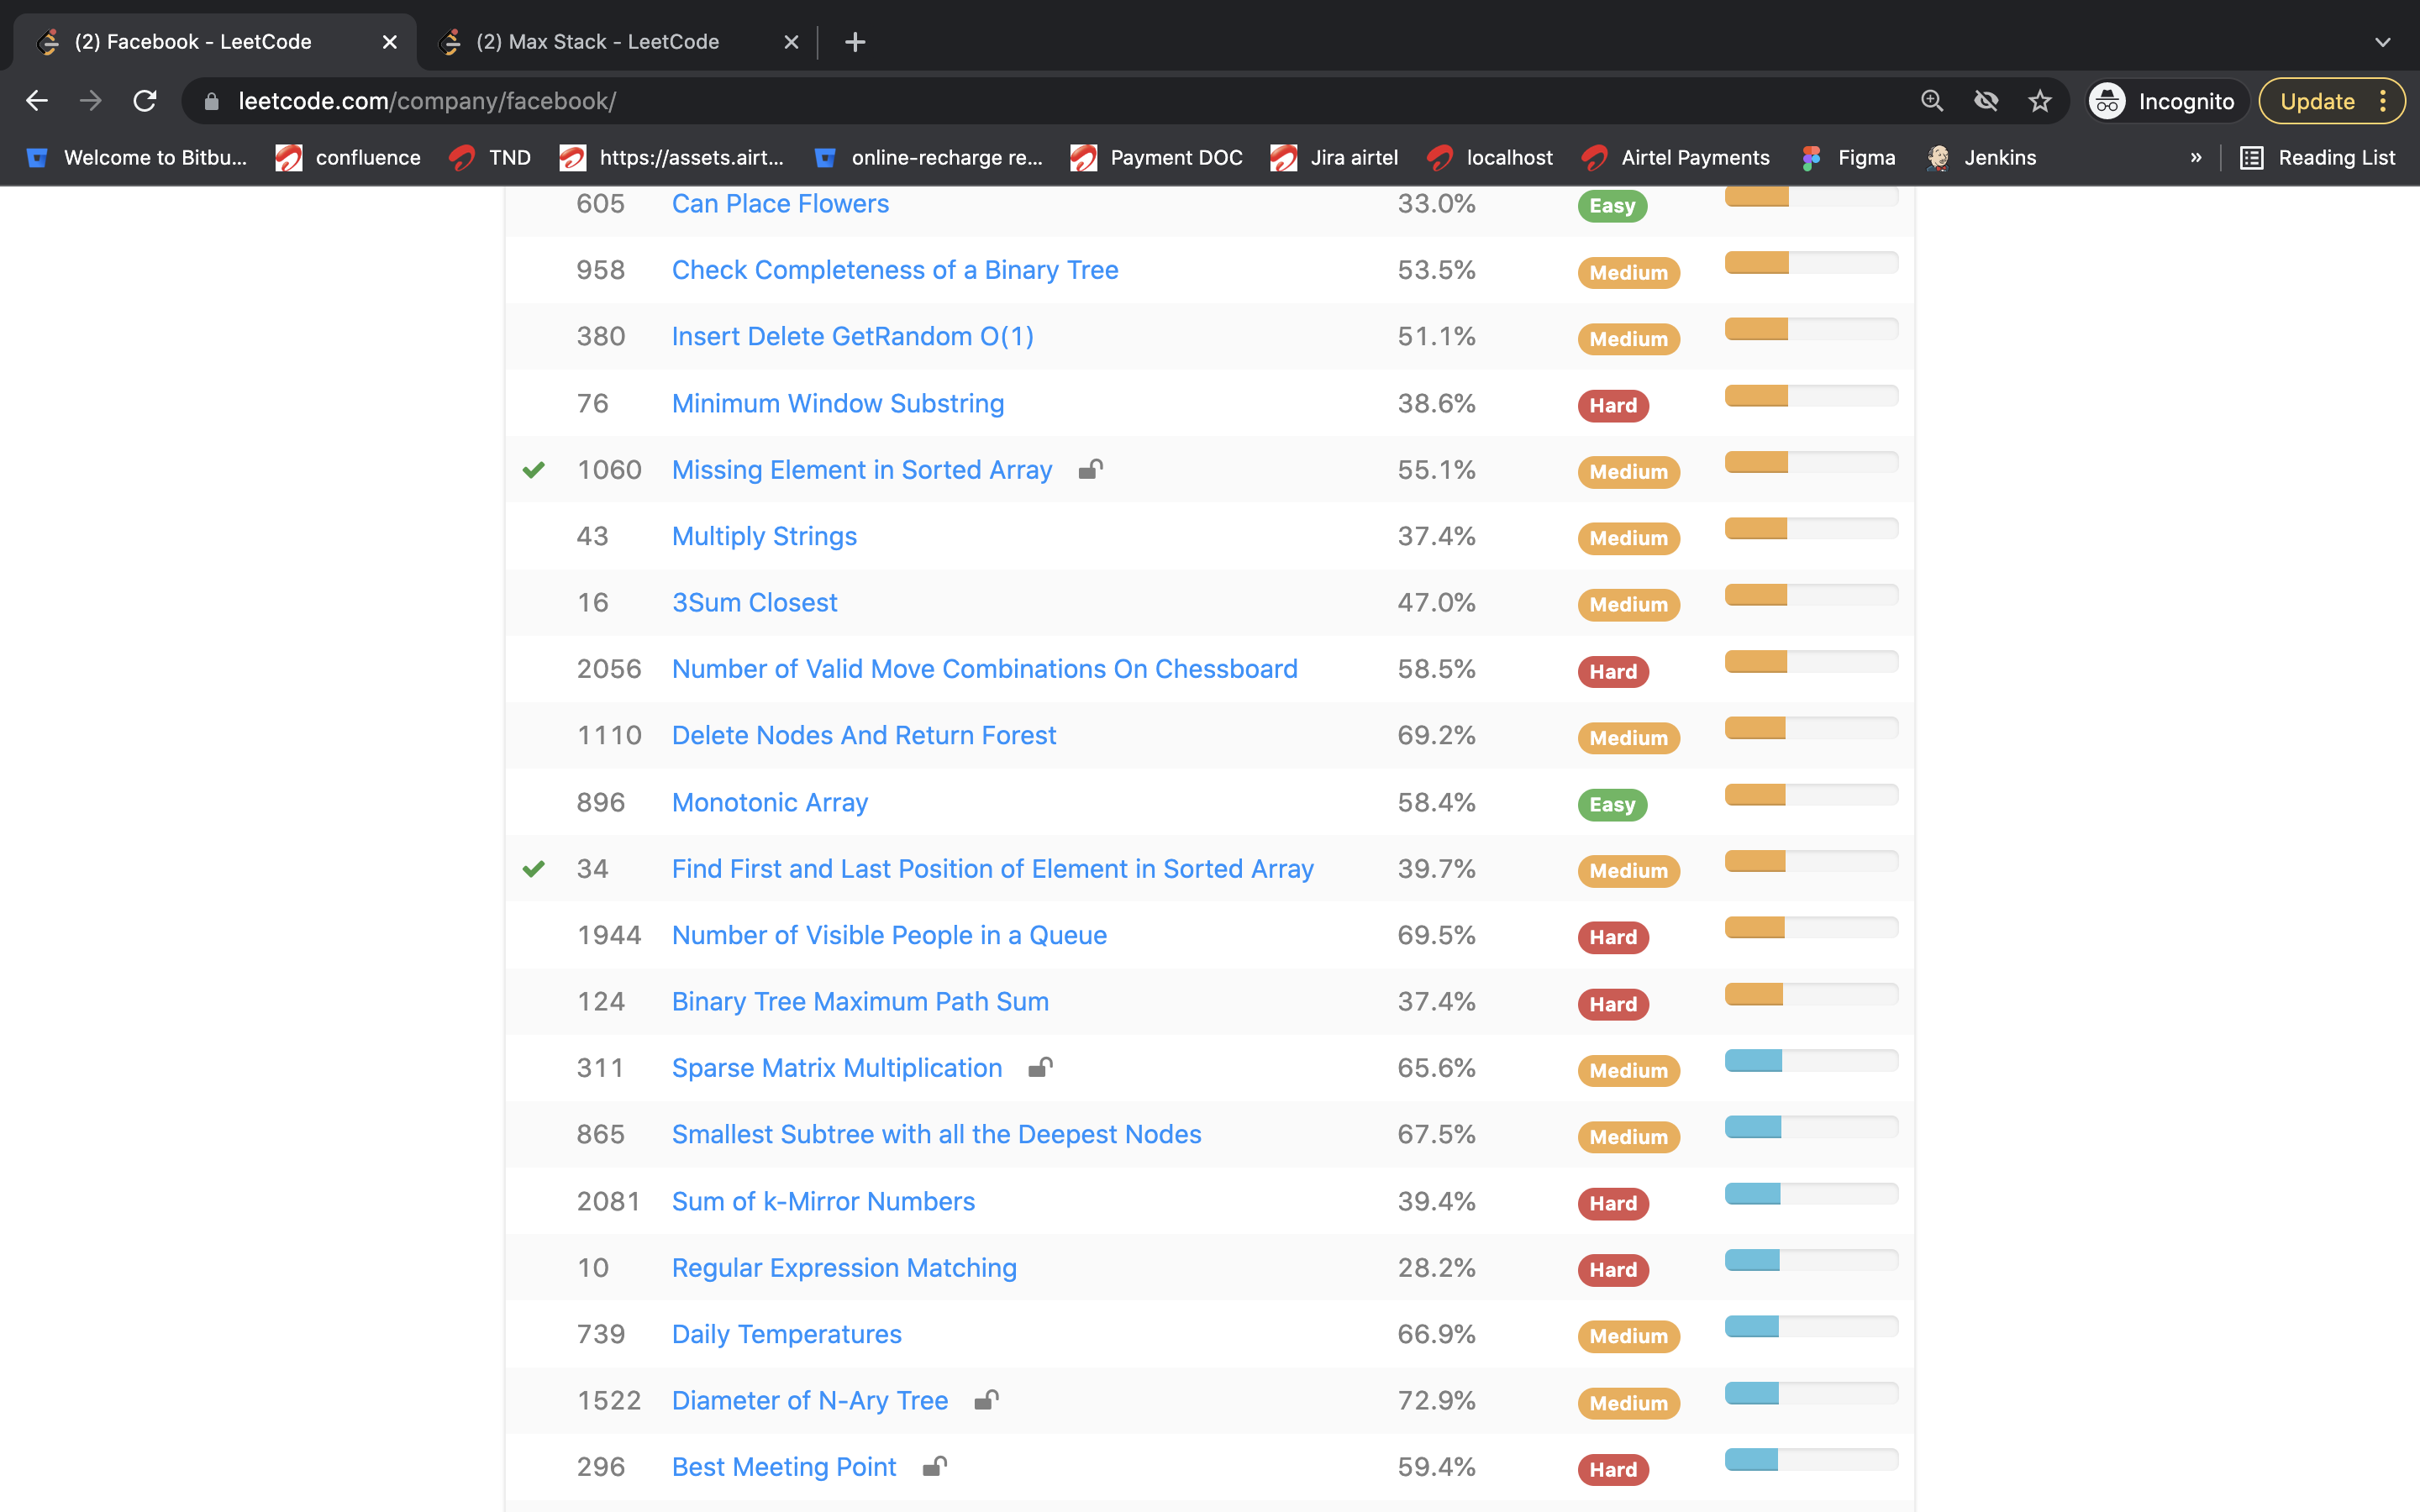 (2) Facebook - LeetCode
(2) Max Stack - LeetCode
leetcode.com/company/facebook/
Incognito
Update
Welcome to Bitbu... confluence TND https://assets.airt... online-recharge re... Payment DOC Jira airtel localhost Airtel Payments Figma Jenkins » Reading List
605 Can Place Flowers 33.0% Easy
958 Check Completeness of a Binary Tree 53.5% Medium
380 Insert Delete GetRandom O(1) 51.1% Medium
76 Minimum Window Substring 38.6% Hard
1060 Missing Element in Sorted Array 55.1% Medium
43 Multiply Strings 37.4% Medium
16 3Sum Closest 47.0% Medium
2056 Number of Valid Move Combinations On Chessboard 58.5% Hard
1110 Delete Nodes And Return Forest 69.2% Medium
896 Monotonic Array 58.4% Easy
34 Find First and Last Position of Element in Sorted Array 39.7% Medium
1944 Number of Visible People in a Queue 69.5% Hard
124 Binary Tree Maximum Path Sum 37.4% Hard
311 Sparse Matrix Multiplication 65.6% Medium
865 Smallest Subtree with all the Deepest Nodes 67.5% Medium
2081 Sum of k-Mirror Numbers 39.4% Hard
10 Regular Expression Matching 28.2% Hard
739 Daily Temperatures 66.9% Medium
1522 Diameter of N-Ary Tree 72.9% Medium
296 Best Meeting Point 59.4% Hard